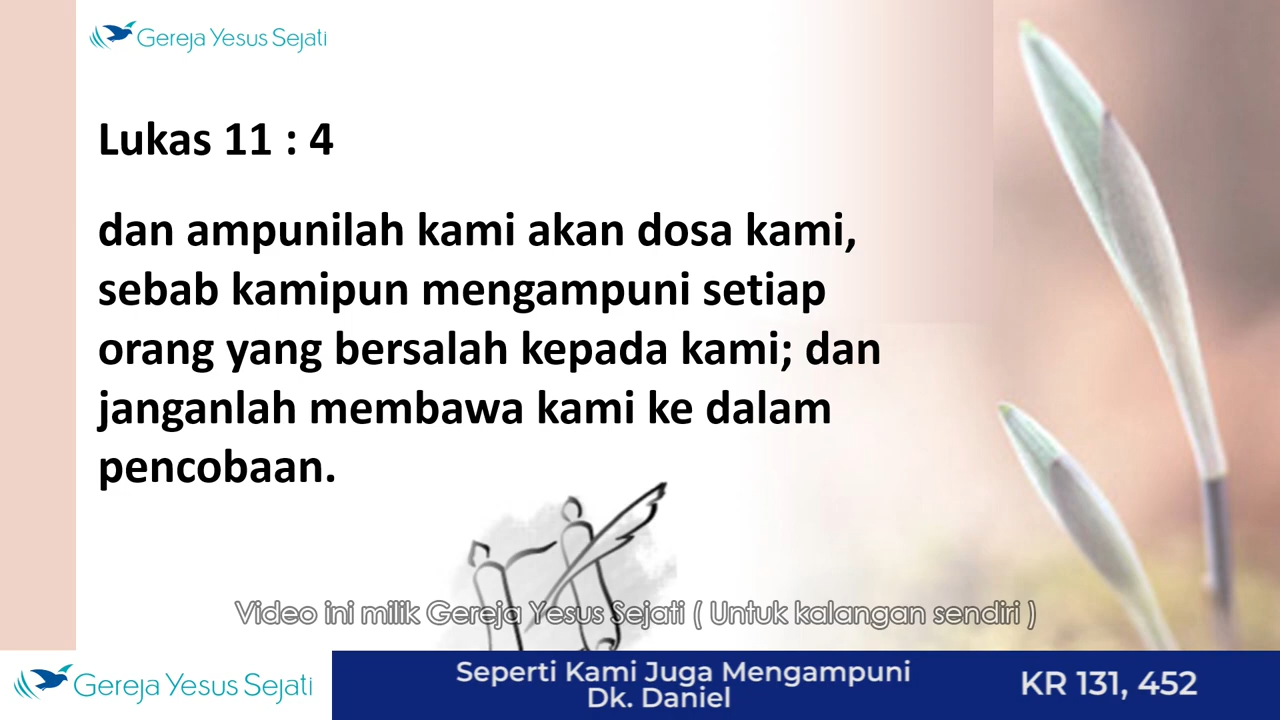 Gereja Yesus Sejati
Lukas 11 : 4
dan ampunilah kami akan dosa kami,
sebab kamipun mengampuni setiap
orang yang bersalah kepada kami; dan
janganlah membawa kami ke dalam
pencobaan.
Video ini milik Gereja Yesus Sejati ( Untuk kalangan sendiri )
Gereja Yesus Sejati
Seperti Kami Juga Mengampuni
Dk. Daniel
KR 131, 452